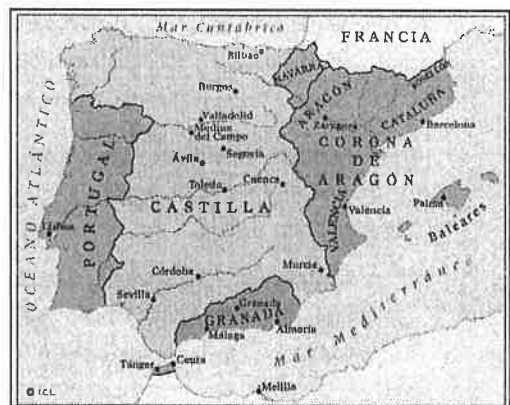 Mar Cantábrico
FRANCIA
Bilbao
NAVARRA
Burgos
ARAGÓN
Valladolid
Medina
del Campo
Zaragoza
CATALUÑA
Barcelona
CORONA
DE
ARAGÓN
Segovia
Ávila
Toledo
Cuenca
OCEANO ATLÁNTICO
PORTUGAL
CASTILLA
VALENCIA
Valencia
Palma
Baleares
Lisboa
Córdoba
Murcia
Sevilla
Granada
GRANADA
Málaga
Almería
Mar Mediterráneo
Tánger
Ceuta
Melilla
© I.C.L.